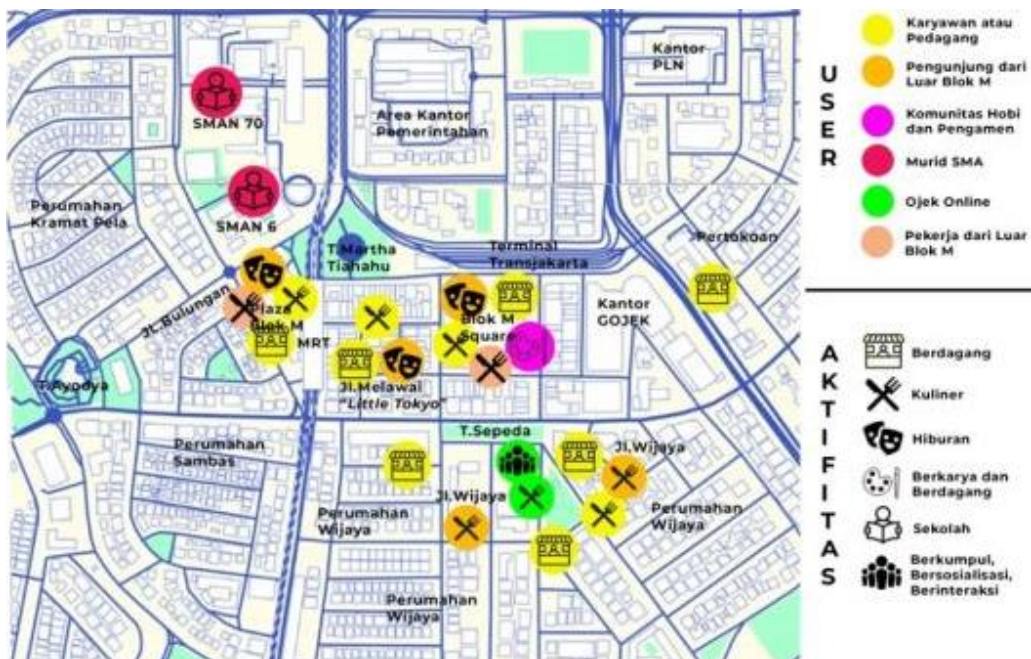 Kantor
PLN
SMAN 70
Area Kantor
Pemerintahan
Perumahan
Kramat Pela
SMAN 6
T.Martha
Tiahahu
Terminal
Transjakarta
Pertokoan
JL.Bulungan
Plaza
Blok M
MRT
Blok M
Square
Kantor
GOJEK
T.Ayodya
Jl.Melawai
"Little Tokyo"
T.Sepeda
Perumahan
Sambas
Jl.Wijaya
Jl.Wijaya
Perumahan
Wijaya
Perumahan
Wijaya
Perumahan
Wijaya
USER
Karyawan atau
Pedagang
Pengunjung dari
Luar Blok M
Komunitas Hobi
dan Pengamen
Murid SMA
Ojek Online
Pekerja dari Luar
Blok M
AKTIFITAS
Berdagang
Kuliner
Hiburan
Berkarya dan
Berdagang
Sekolah
Berkumpul,
Bersosialisasi,
Berinteraksi